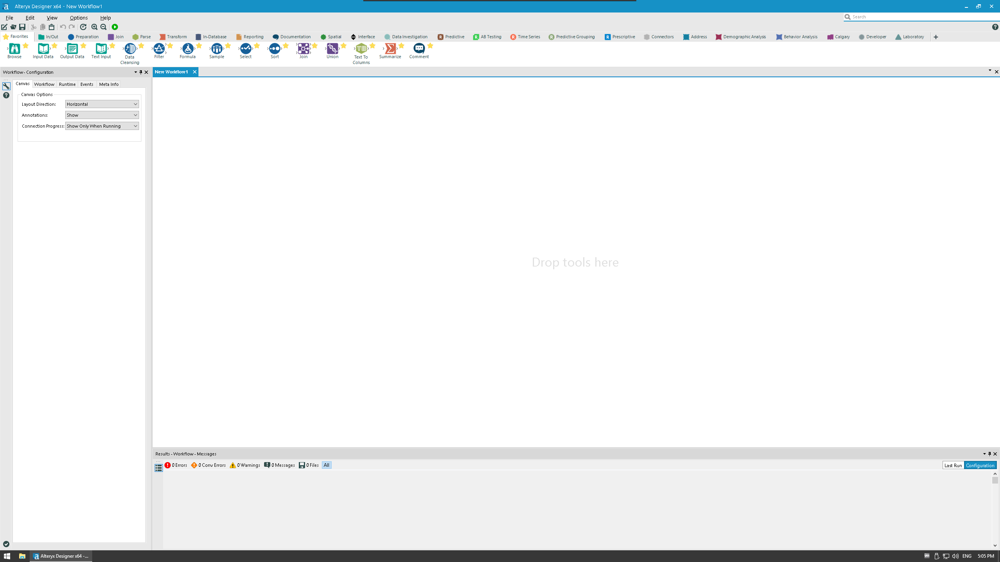 Alteryx Designer x64 - New Workflow1
File Edit View Options Help
Search
Favorites In/Out Preparation Join Parse Transform In-Database Reporting Documentation Spatial Interface Data Investigation Predictive AB Testing Time Series Predictive Grouping Prescriptive Connectors Address Demographic Analysis Behavior Analysis Calgary Developer Laboratory
Browse Input Data Output Data Text Input Data Cleansing Filter Formula Sample Select Sort Join Union Text To Columns Summarize Comment
Workflow - Configuration
New Workflow1
Canvas Workflow Runtime Events Meta Info
Canvas Options
Layout Direction: Horizontal
Annotations: Show
Connection Progress: Show Only When Running
Drop tools here
Results - Workflow - Messages
0 Errors 0 Conv Errors 0 Warnings 0 Messages 0 Files All
Last Run Configuration
Alteryx Designer x64 -...
ENG 5:05 PM